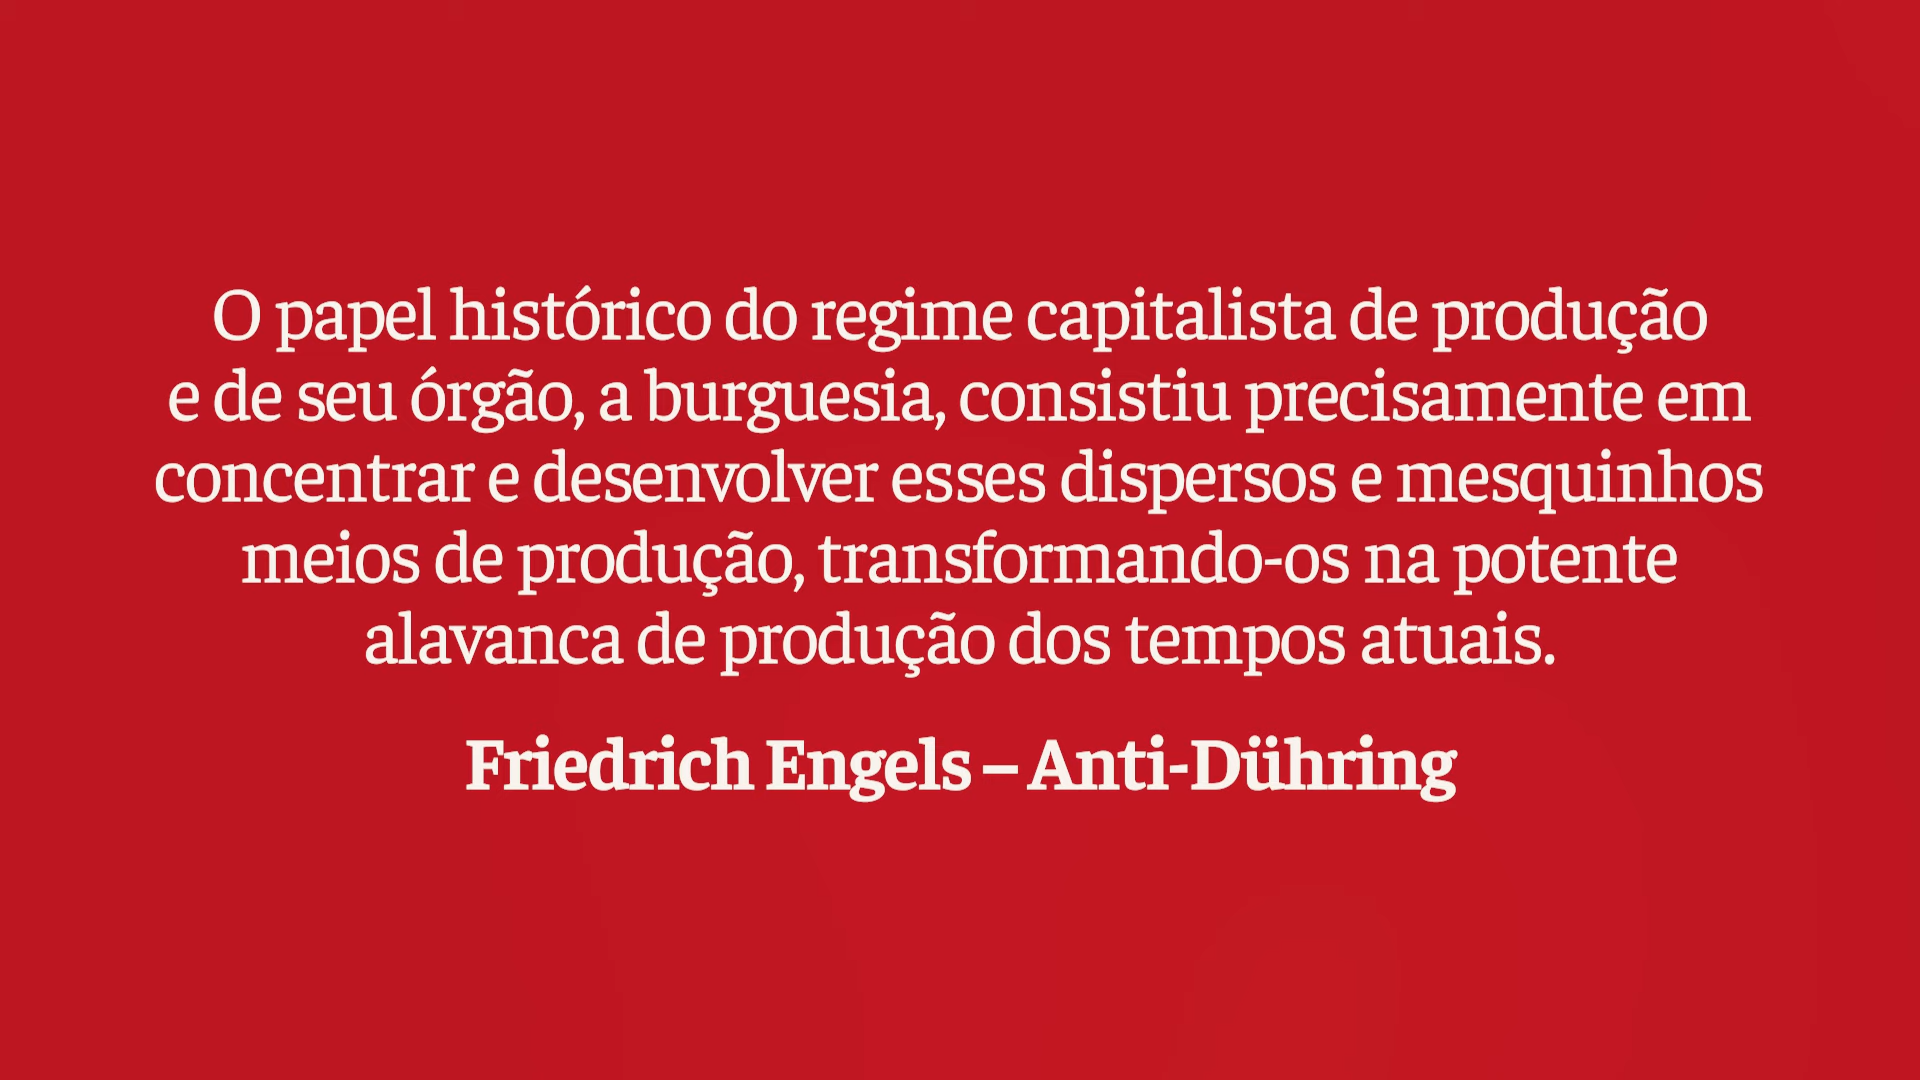 O papel histórico do regime capitalista de produção
e de seu órgão, a burguesia, consistiu precisamente em
concentrar e desenvolver esses dispersos e mesquinhos
meios de produção, transformando-os na potente
alavanca de produção dos tempos atuais.
Friedrich Engels – Anti-Dühring